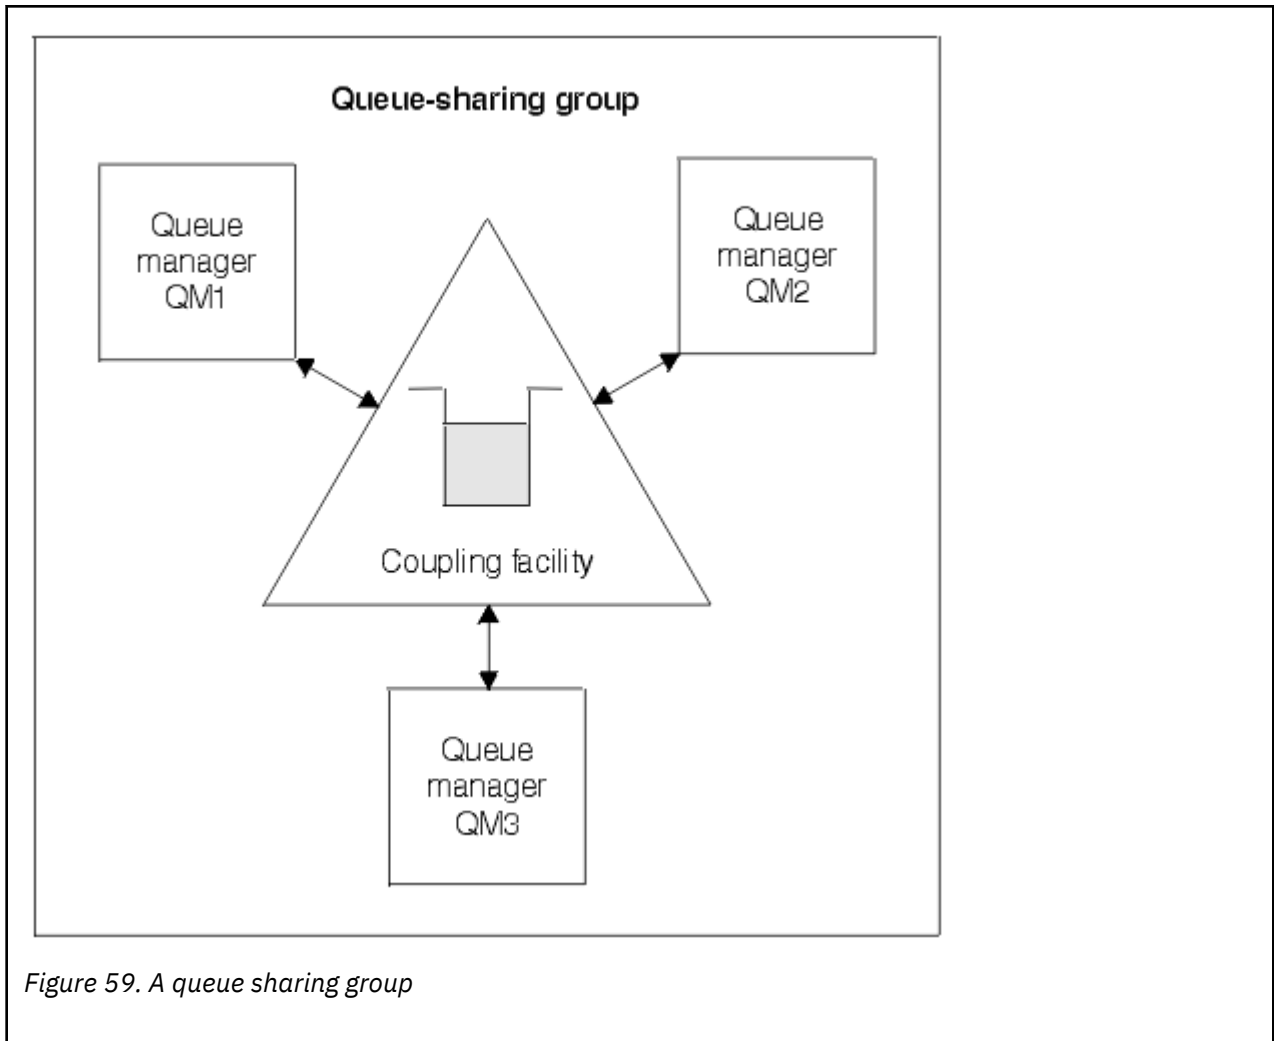 Queue-sharing group
Queue
manager
QM1
Queue
manager
QM2
Coupling facility
Queue
manager
QM3
Figure 59. A queue sharing group